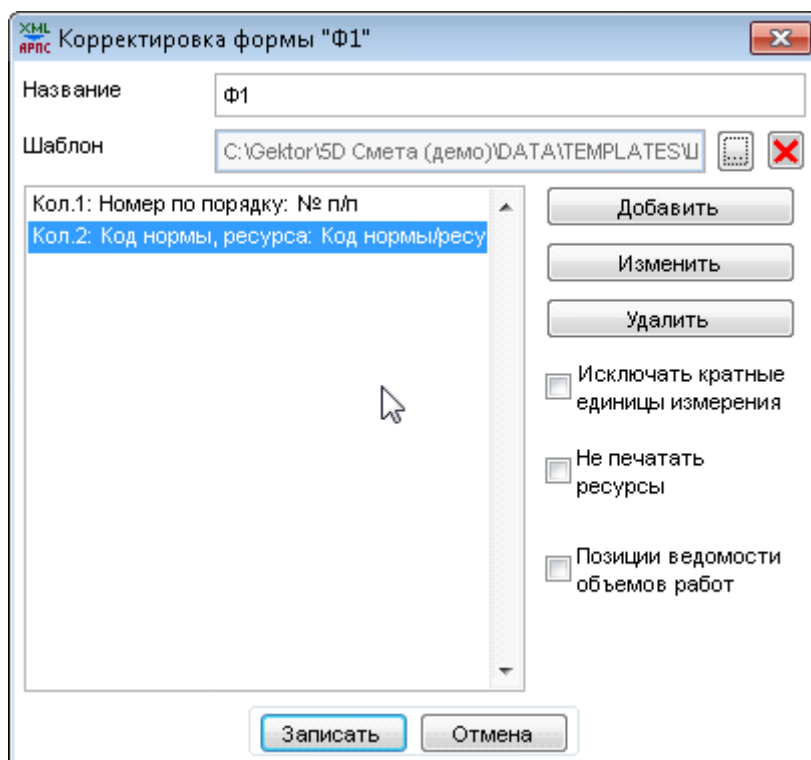 XML
АРПС
Корректировка формы "Ф1"
Название
Ф1
Шаблон
C:\Gektor\5D Смета (демо)\DATA\TEMPLATES\Ш
Кол.1: Номер по порядку: № п/п
Кол.2: Код нормы, ресурса: Код нормы/ресу
Добавить
Изменить
Удалить
Исключать кратные
единицы измерения
Не печатать
ресурсы
Позиции ведомости
объемов работ
Записать
Отмена